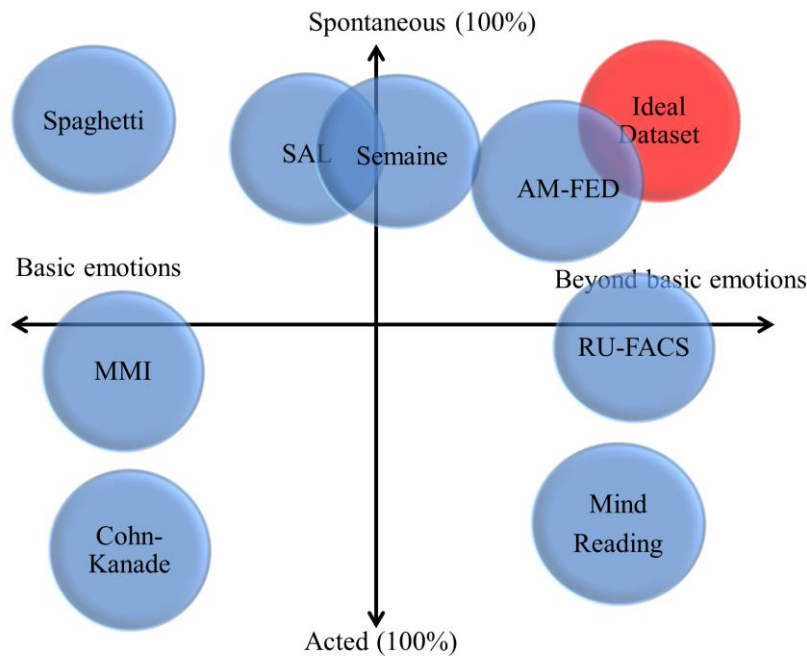 Spontaneous (100%)
Spaghetti
SAL
Semaine
Ideal
Dataset
AM-FED
Basic emotions
Beyond basic emotions
MMI
RU-FACS
Cohn-
Kanade
Mind
Reading
Acted (100%)